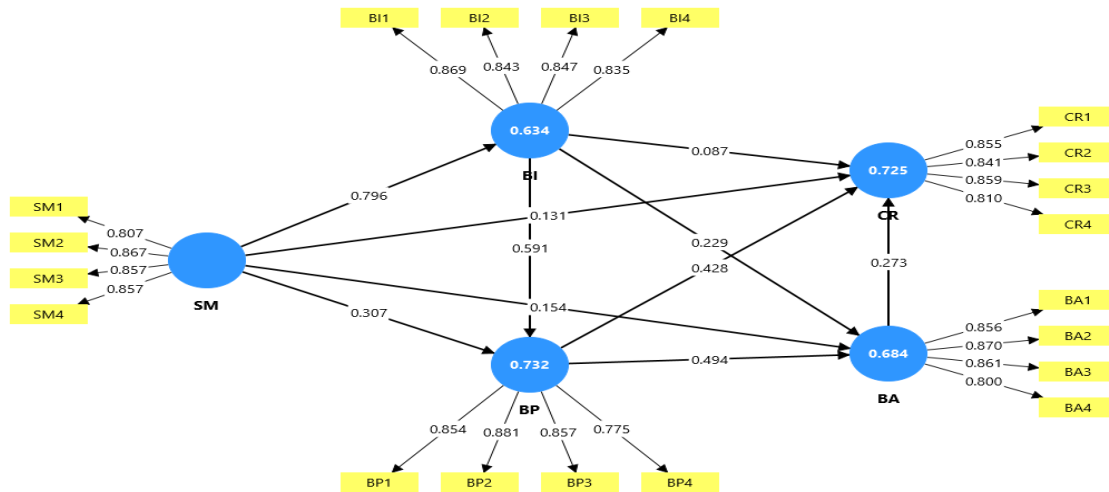 BI1 BI2 BI3 BI4
0.869 0.843 0.847 0.835
0.634
BI
CR1
CR2
CR3
CR4
0.855
0.841
0.859
0.810
0.725
CR
0.087
0.796
0.131
0.591
SM1
SM2
SM3
SM4
0.807
0.867
0.857
0.857
SM
0.229
0.428
0.273
0.307
0.154
0.494
0.732
BP
0.684
BA
BA1
BA2
BA3
BA4
0.856
0.870
0.861
0.800
0.854 0.881 0.857 0.775
BP1 BP2 BP3 BP4